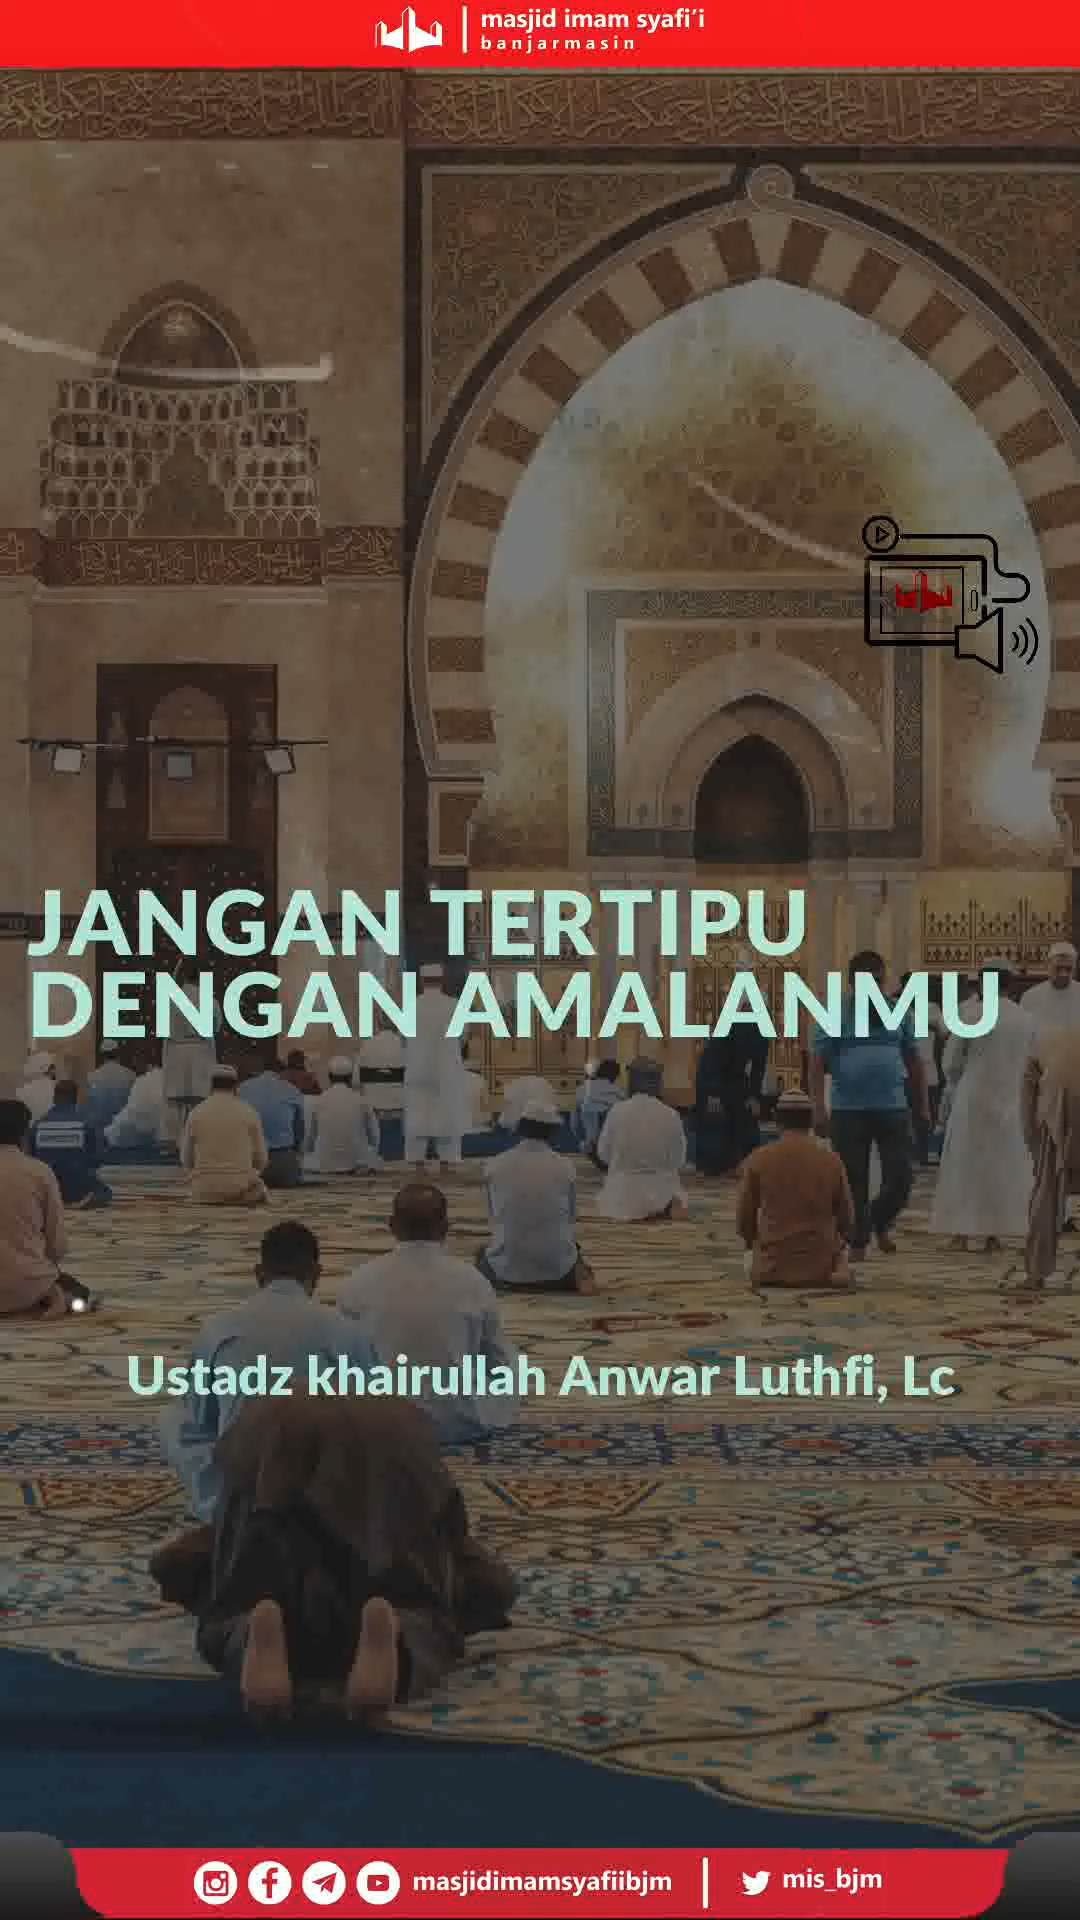 masjid imam syafi'i
banjarmasin
JANGAN TERTIPU
DENGAN AMALANMU
Ustadz khairullah Anwar Luthfi, Lc
masjidimamsyafiibjm
mis_bjm